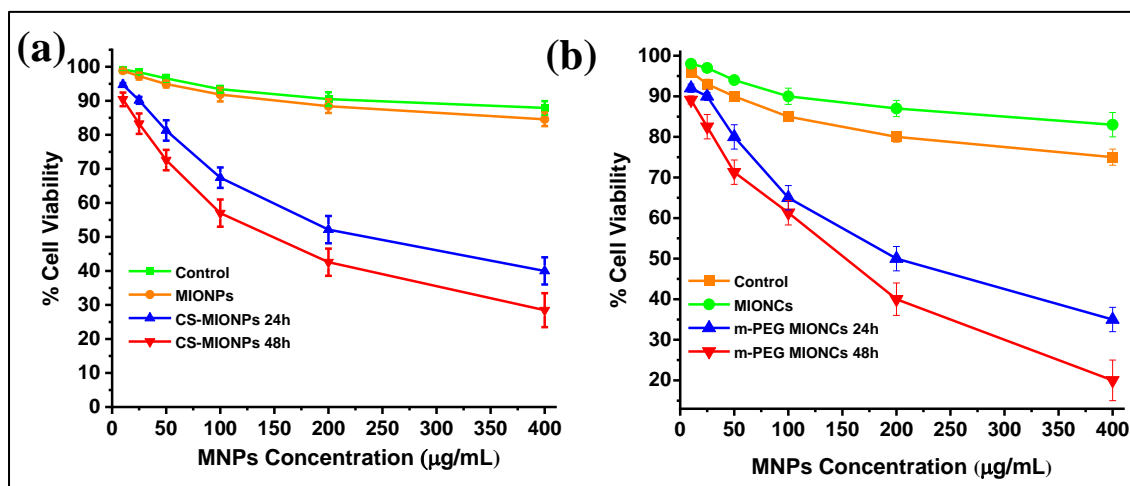 (a)
% Cell Viability
100
90
80
70
60
50
40
30
20
10
0
Control
MIONPs
CS-MIONPs 24h
CS-MIONPs 48h
0 50 100 150 200 250 300 350 400
MNPs Concentration (µg/mL)
(b)
% Cell Viability
100
90
80
70
60
50
40
30
20
Control
MIONCs
m-PEG MIONCs 24h
m-PEG MIONCs 48h
0 50 100 150 200 250 300 350 400
MNPs Concentration (µg/mL)